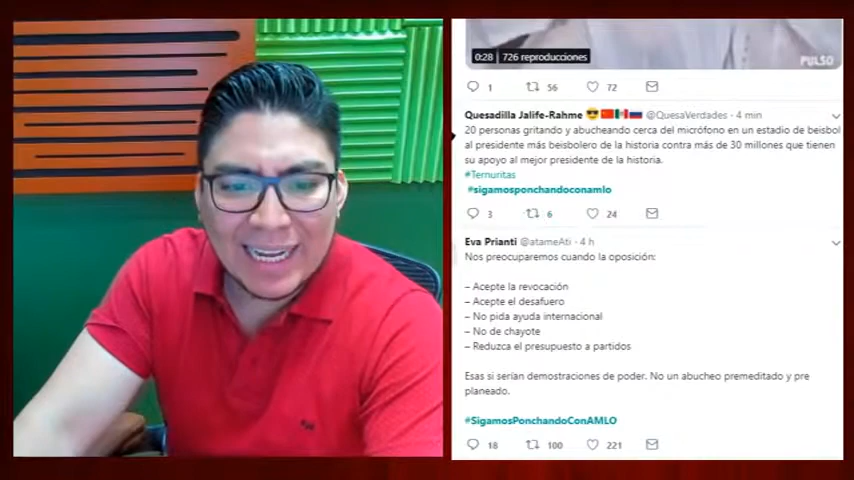 0:28 726 reproducciones
PULSO
1 56 72
Quesadilla Jalife-Rahme 😎🇨🇳🇲🇽🇷🇺 @QuesaVerdades · 4 min
20 personas gritando y abucheando cerca del micrófono en un estadio de beisbol
al presidente más beisbolero de la historia contra más de 30 millones que tienen
su apoyo al mejor presidente de la historia.
#Ternuritas
#sigamosponchandoconamlo
3 6 24
Eva Prianti @atameAti · 4 h
Nos preocuparemos cuando la oposición:
– Acepte la revocación
– Acepte el desafuero
– No pida ayuda internacional
– No de chayote
– Reduzca el presupuesto a partidos
Esas si serían demostraciones de poder. No un abucheo premeditado y pre
planeado.
#SigamosPonchandoConAMLO
18 100 221